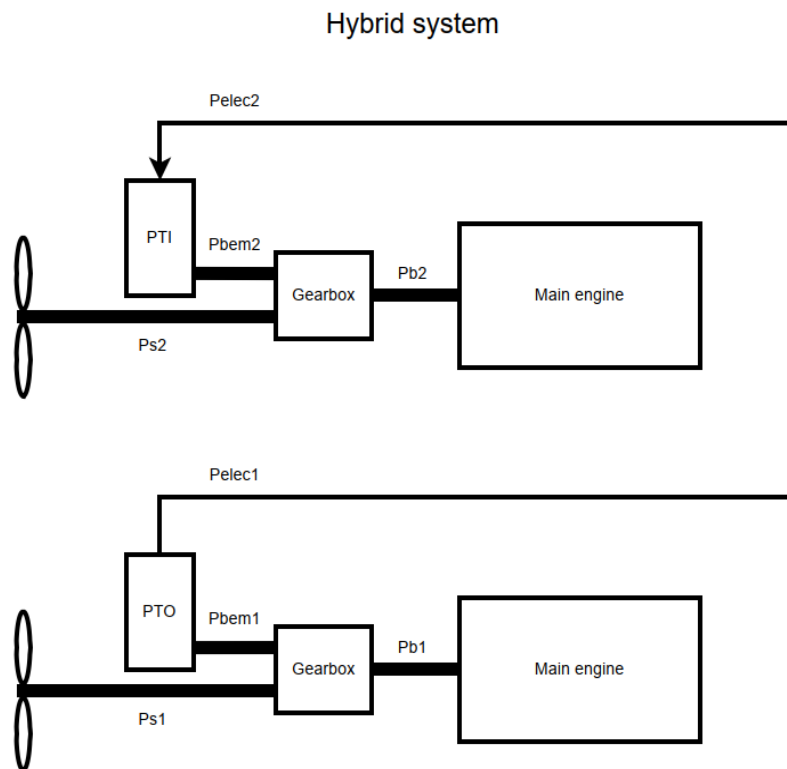 Hybrid system
Pelec2
PTI
Pbem2
Gearbox
Pb2
Main engine
Ps2
Pelec1
PTO
Pbem1
Gearbox
Pb1
Main engine
Ps1